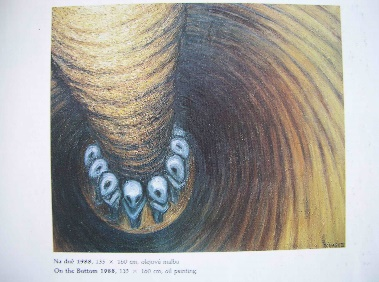 Na dně 1988, 135 × 160 cm, olejová malba
On the Bottom 1988, 135 × 160 cm, oil painting